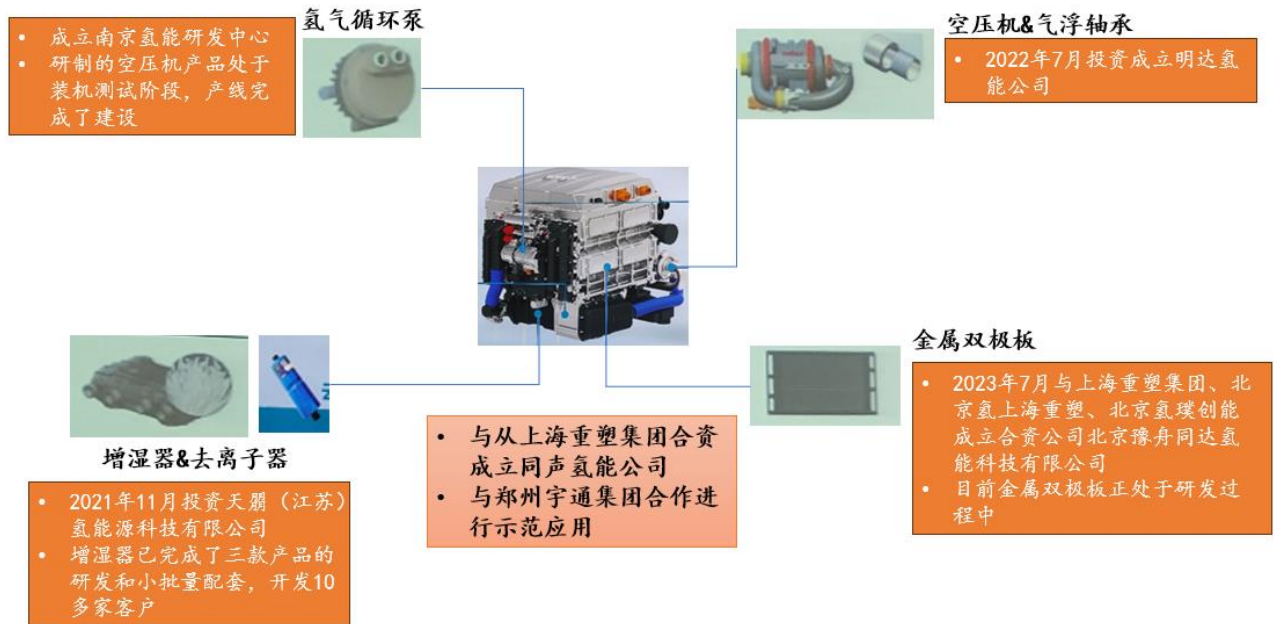 氢气循环泵
• 成立南京氢能研发中心
• 研制的空压机产品处于
装机测试阶段，产线完
成了建设
空压机&气浮轴承
• 2022年7月投资成立明达氢
能公司
增湿器&去离子器
• 2021年11月投资天朤（江苏）
氢能源科技有限公司
• 增湿器已完成了三款产品的
研发和小批量配套，开发10
多家客户
• 与从上海重塑集团合资
成立同声氢能公司
• 与郑州宇通集团合作进
行示范应用
金属双极板
• 2023年7月与上海重塑集团、北
京氢上海重塑、北京氢璞创能
成立合资公司北京豫舟同达氢
能科技有限公司
• 目前金属双极板正处于研发过
程中